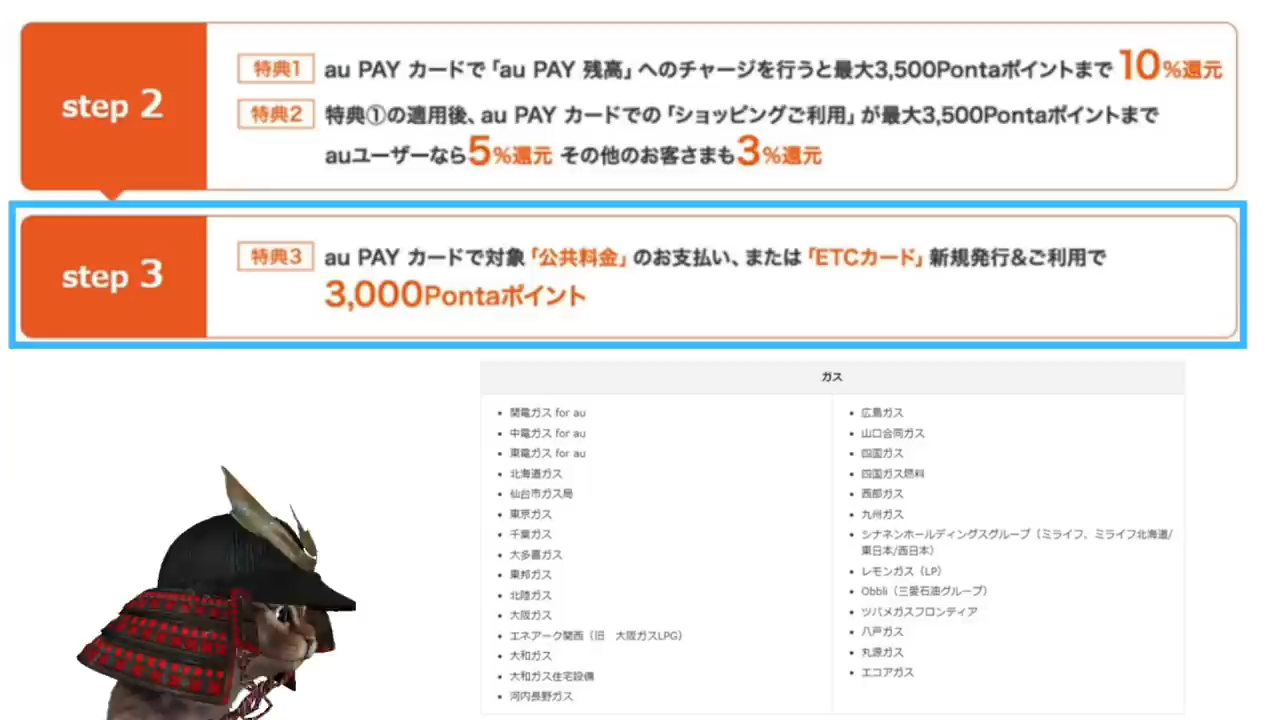 step 2
特典1 au PAY カードで「au PAY 残高」へのチャージを行うと最大3,500Pontaポイントまで 10%還元
特典2 特典①の適用後、au PAY カードでの「ショッピングご利用」が最大3,500Pontaポイントまで
auユーザーなら5%還元 その他のお客さまも3%還元
step 3
特典3 au PAY カードで対象「公共料金」のお支払い、または「ETCカード」新規発行&ご利用で
3,000Pontaポイント
ガス
• 関電ガス for au
• 中電ガス for au
• 東電ガス for au
• 北海道ガス
• 仙台市ガス局
• 東京ガス
• 千葉ガス
• 大多喜ガス
• 東邦ガス
• 北陸ガス
• 大阪ガス
• エネアーク関西（旧　大阪ガスLPG）
• 大和ガス
• 大和ガス住宅設備
• 河内長野ガス
• 広島ガス
• 山口合同ガス
• 四国ガス
• 四国ガス燃料
• 西部ガス
• 九州ガス
• シナネンホールディングスグループ（ミライフ、ミライフ北海道/
東日本/西日本）
• レモンガス（LP）
• Obbli（三愛石油グループ）
• ツバメガスフロンティア
• 八戸ガス
• 丸源ガス
• エコアガス